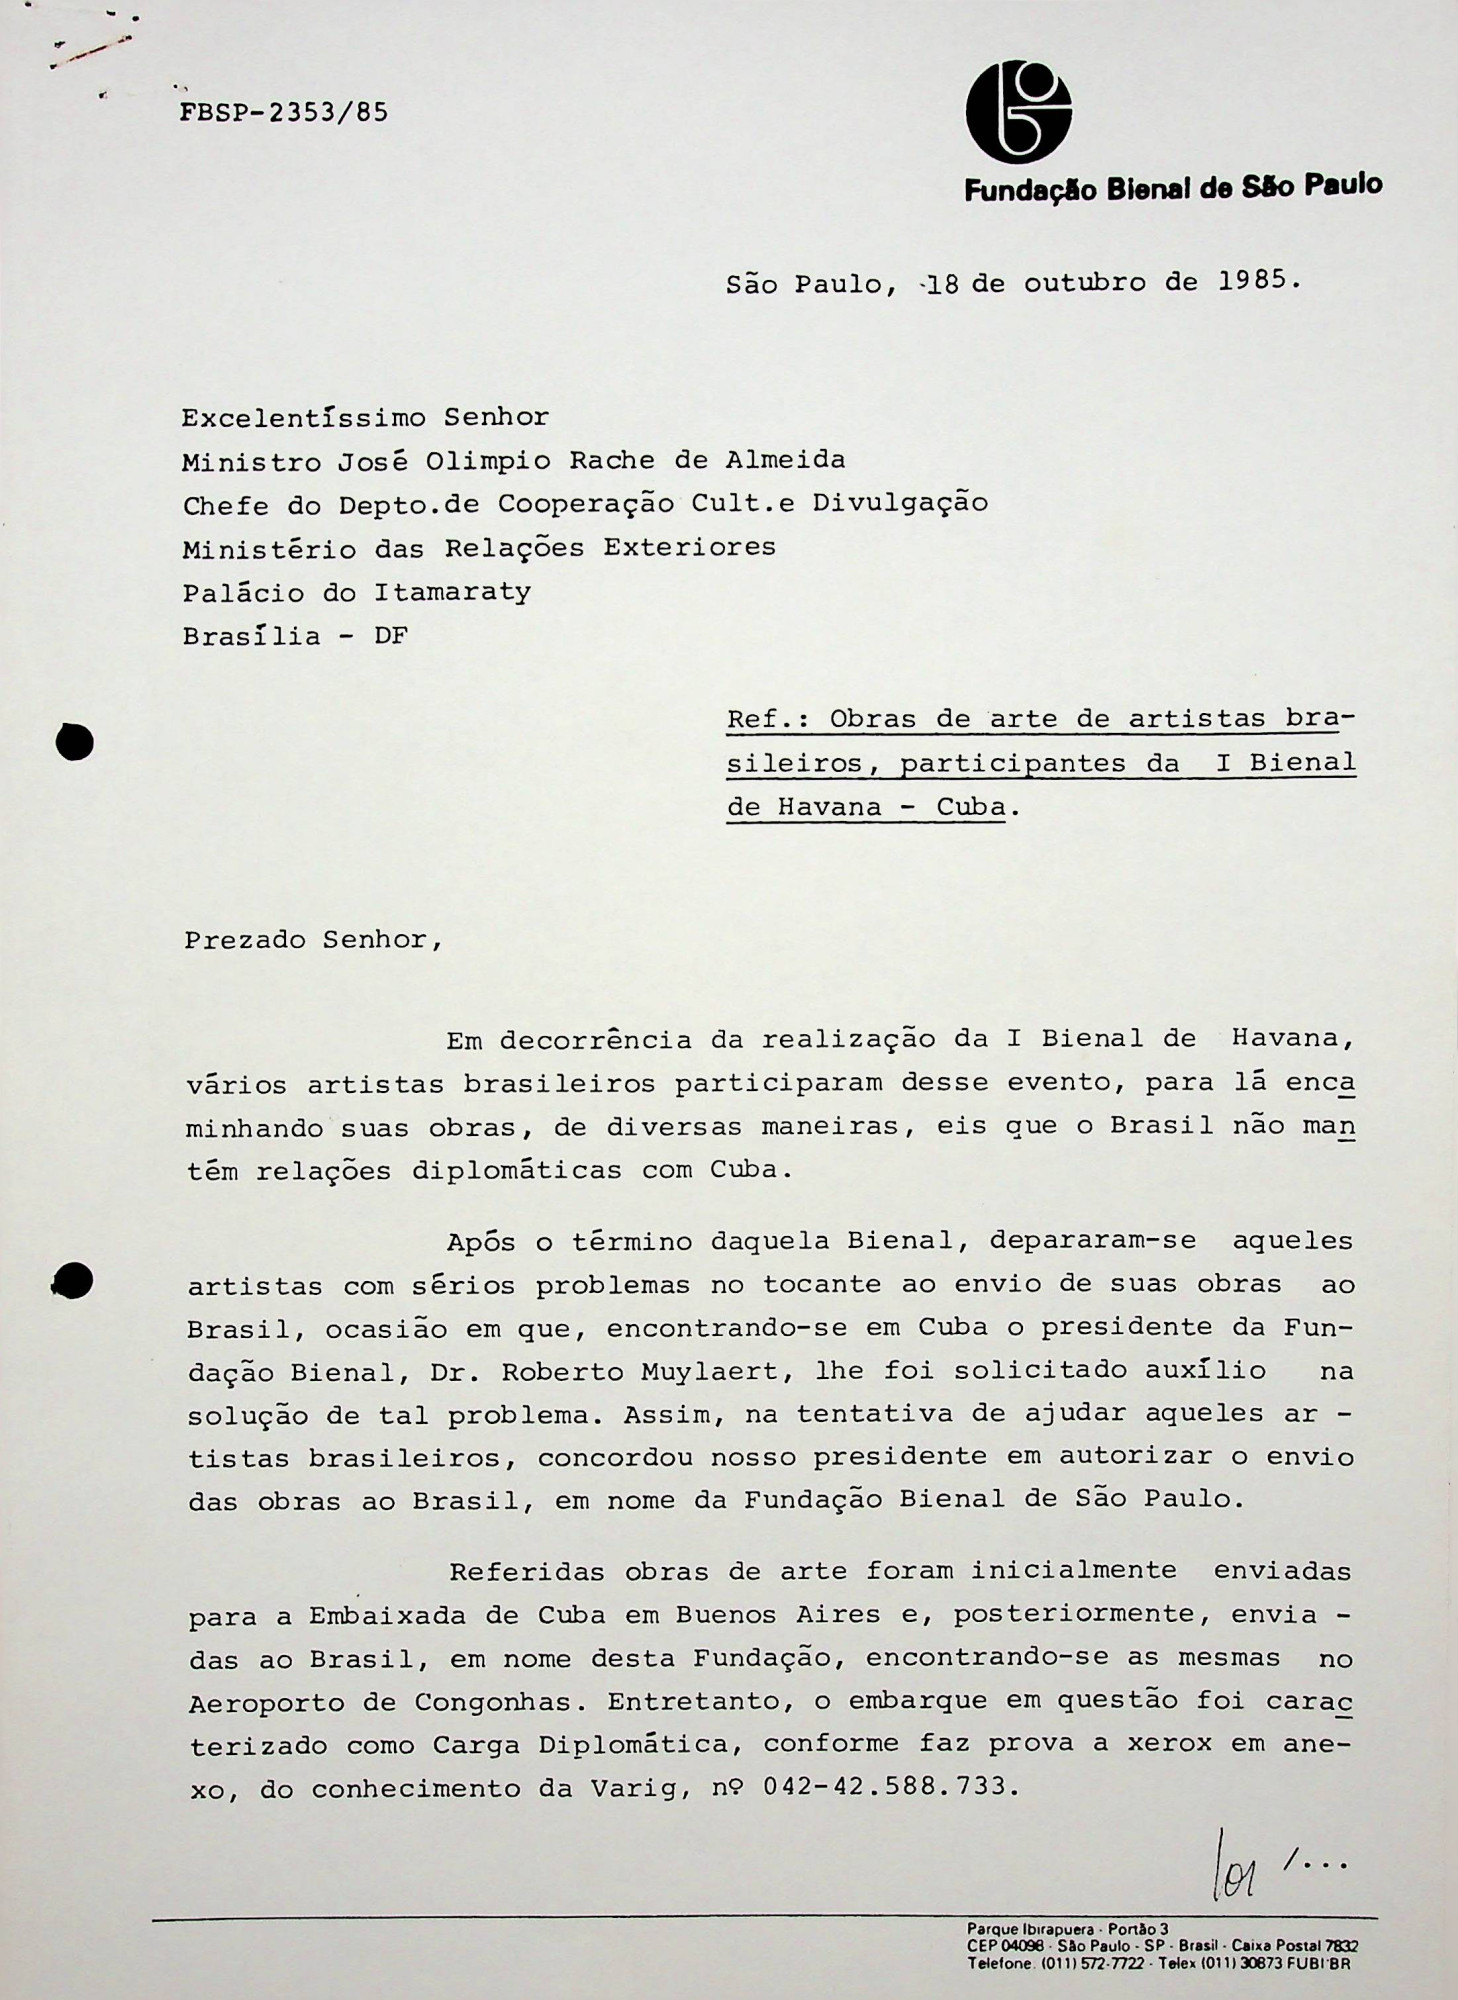 FBSP-2353/85
Fundação Bienal de São Paulo
São Paulo, 18 de outubro de 1985.
Excelentíssimo Senhor
Ministro José Olimpio Rache de Almeida
Chefe do Depto.de Cooperação Cult.e Divulgação
Ministério das Relações Exteriores
Palácio do Itamaraty
Brasília - DF
Ref.: Obras de arte de artistas bra-
sileiros, participantes da I Bienal
de Havana - Cuba.
Prezado Senhor,
Em decorrência da realização da I Bienal de Havana,
vários artistas brasileiros participaram desse evento, para lá enca
minhando suas obras, de diversas maneiras, eis que o Brasil não man
tém relações diplomáticas com Cuba.
Após o término daquela Bienal, depararam-se aqueles
artistas com sérios problemas no tocante ao envio de suas obras ao
Brasil, ocasião em que, encontrando-se em Cuba o presidente da Fun-
dação Bienal, Dr. Roberto Muylaert, lhe foi solicitado auxílio na
solução de tal problema. Assim, na tentativa de ajudar aqueles ar -
tistas brasileiros, concordou nosso presidente em autorizar o envio
das obras ao Brasil, em nome da Fundação Bienal de São Paulo.
Referidas obras de arte foram inicialmente enviadas
para a Embaixada de Cuba em Buenos Aires e, posteriormente, envia -
das ao Brasil, em nome desta Fundação, encontrando-se as mesmas no
Aeroporto de Congonhas. Entretanto, o embarque em questão foi carac
terizado como Carga Diplomática, conforme faz prova a xerox em ane-
xo, do conhecimento da Varig, nº 042-42.588.733.
/...
Parque Ibirapuera - Portão 3
CEP 04098 - São Paulo - SP - Brasil - Caixa Postal 7832
Telefone. (011) 572-7722 - Telex (011) 30873 FUBI BR